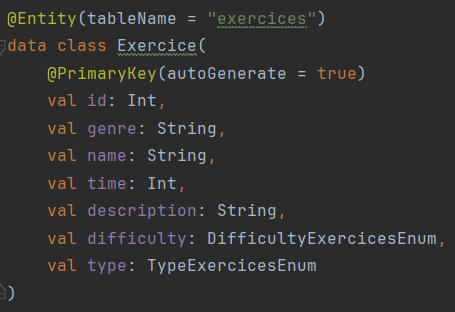 @Entity(tableName = "exercices")
data class Exercice(
    @PrimaryKey(autoGenerate = true)
    val id: Int,
    val genre: String,
    val name: String,
    val time: Int,
    val description: String,
    val difficulty: DifficultyExercicesEnum,
    val type: TypeExercicesEnum
)